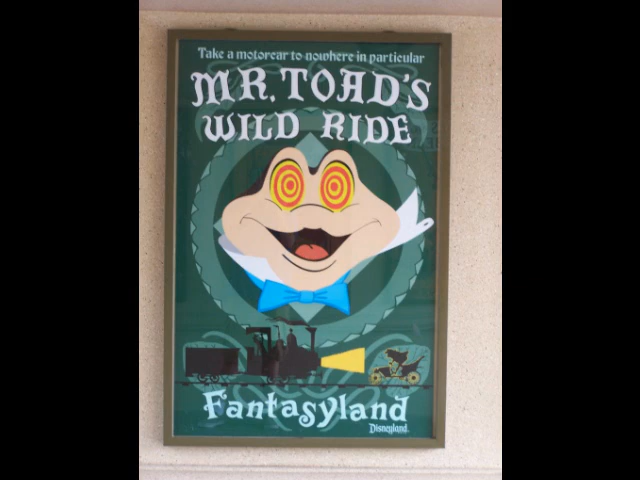 Take a motorcar to nowhere in particular
MR. TOAD'S
WILD RIDE
Fantasyland
Disneyland